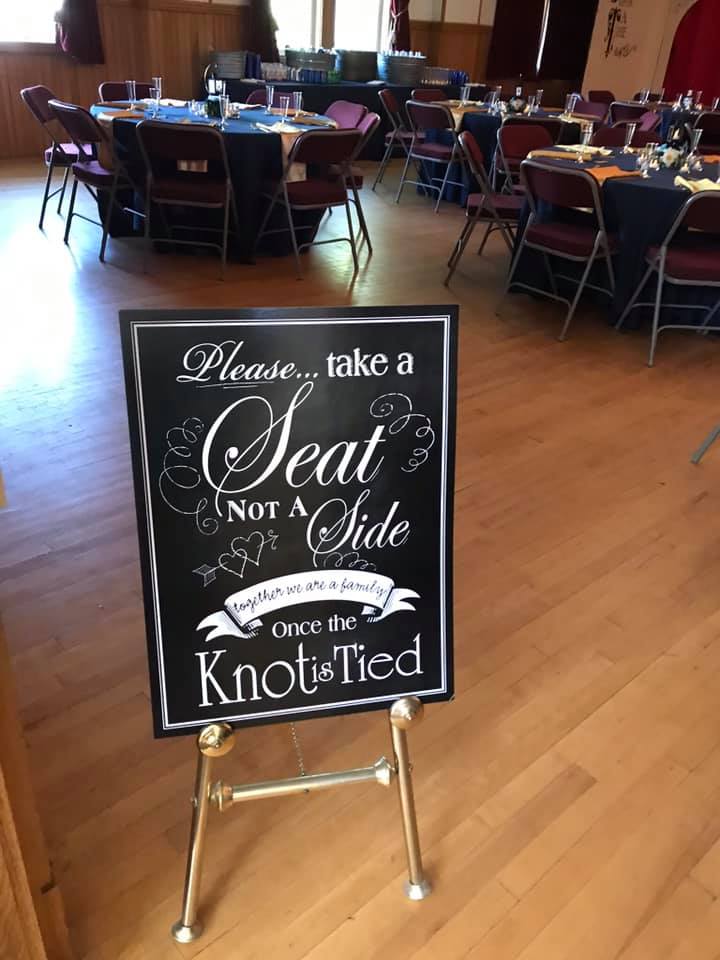 Please... take a
Seat
NOT A Side
together we are a family
ONCE THE
Knot is Tied